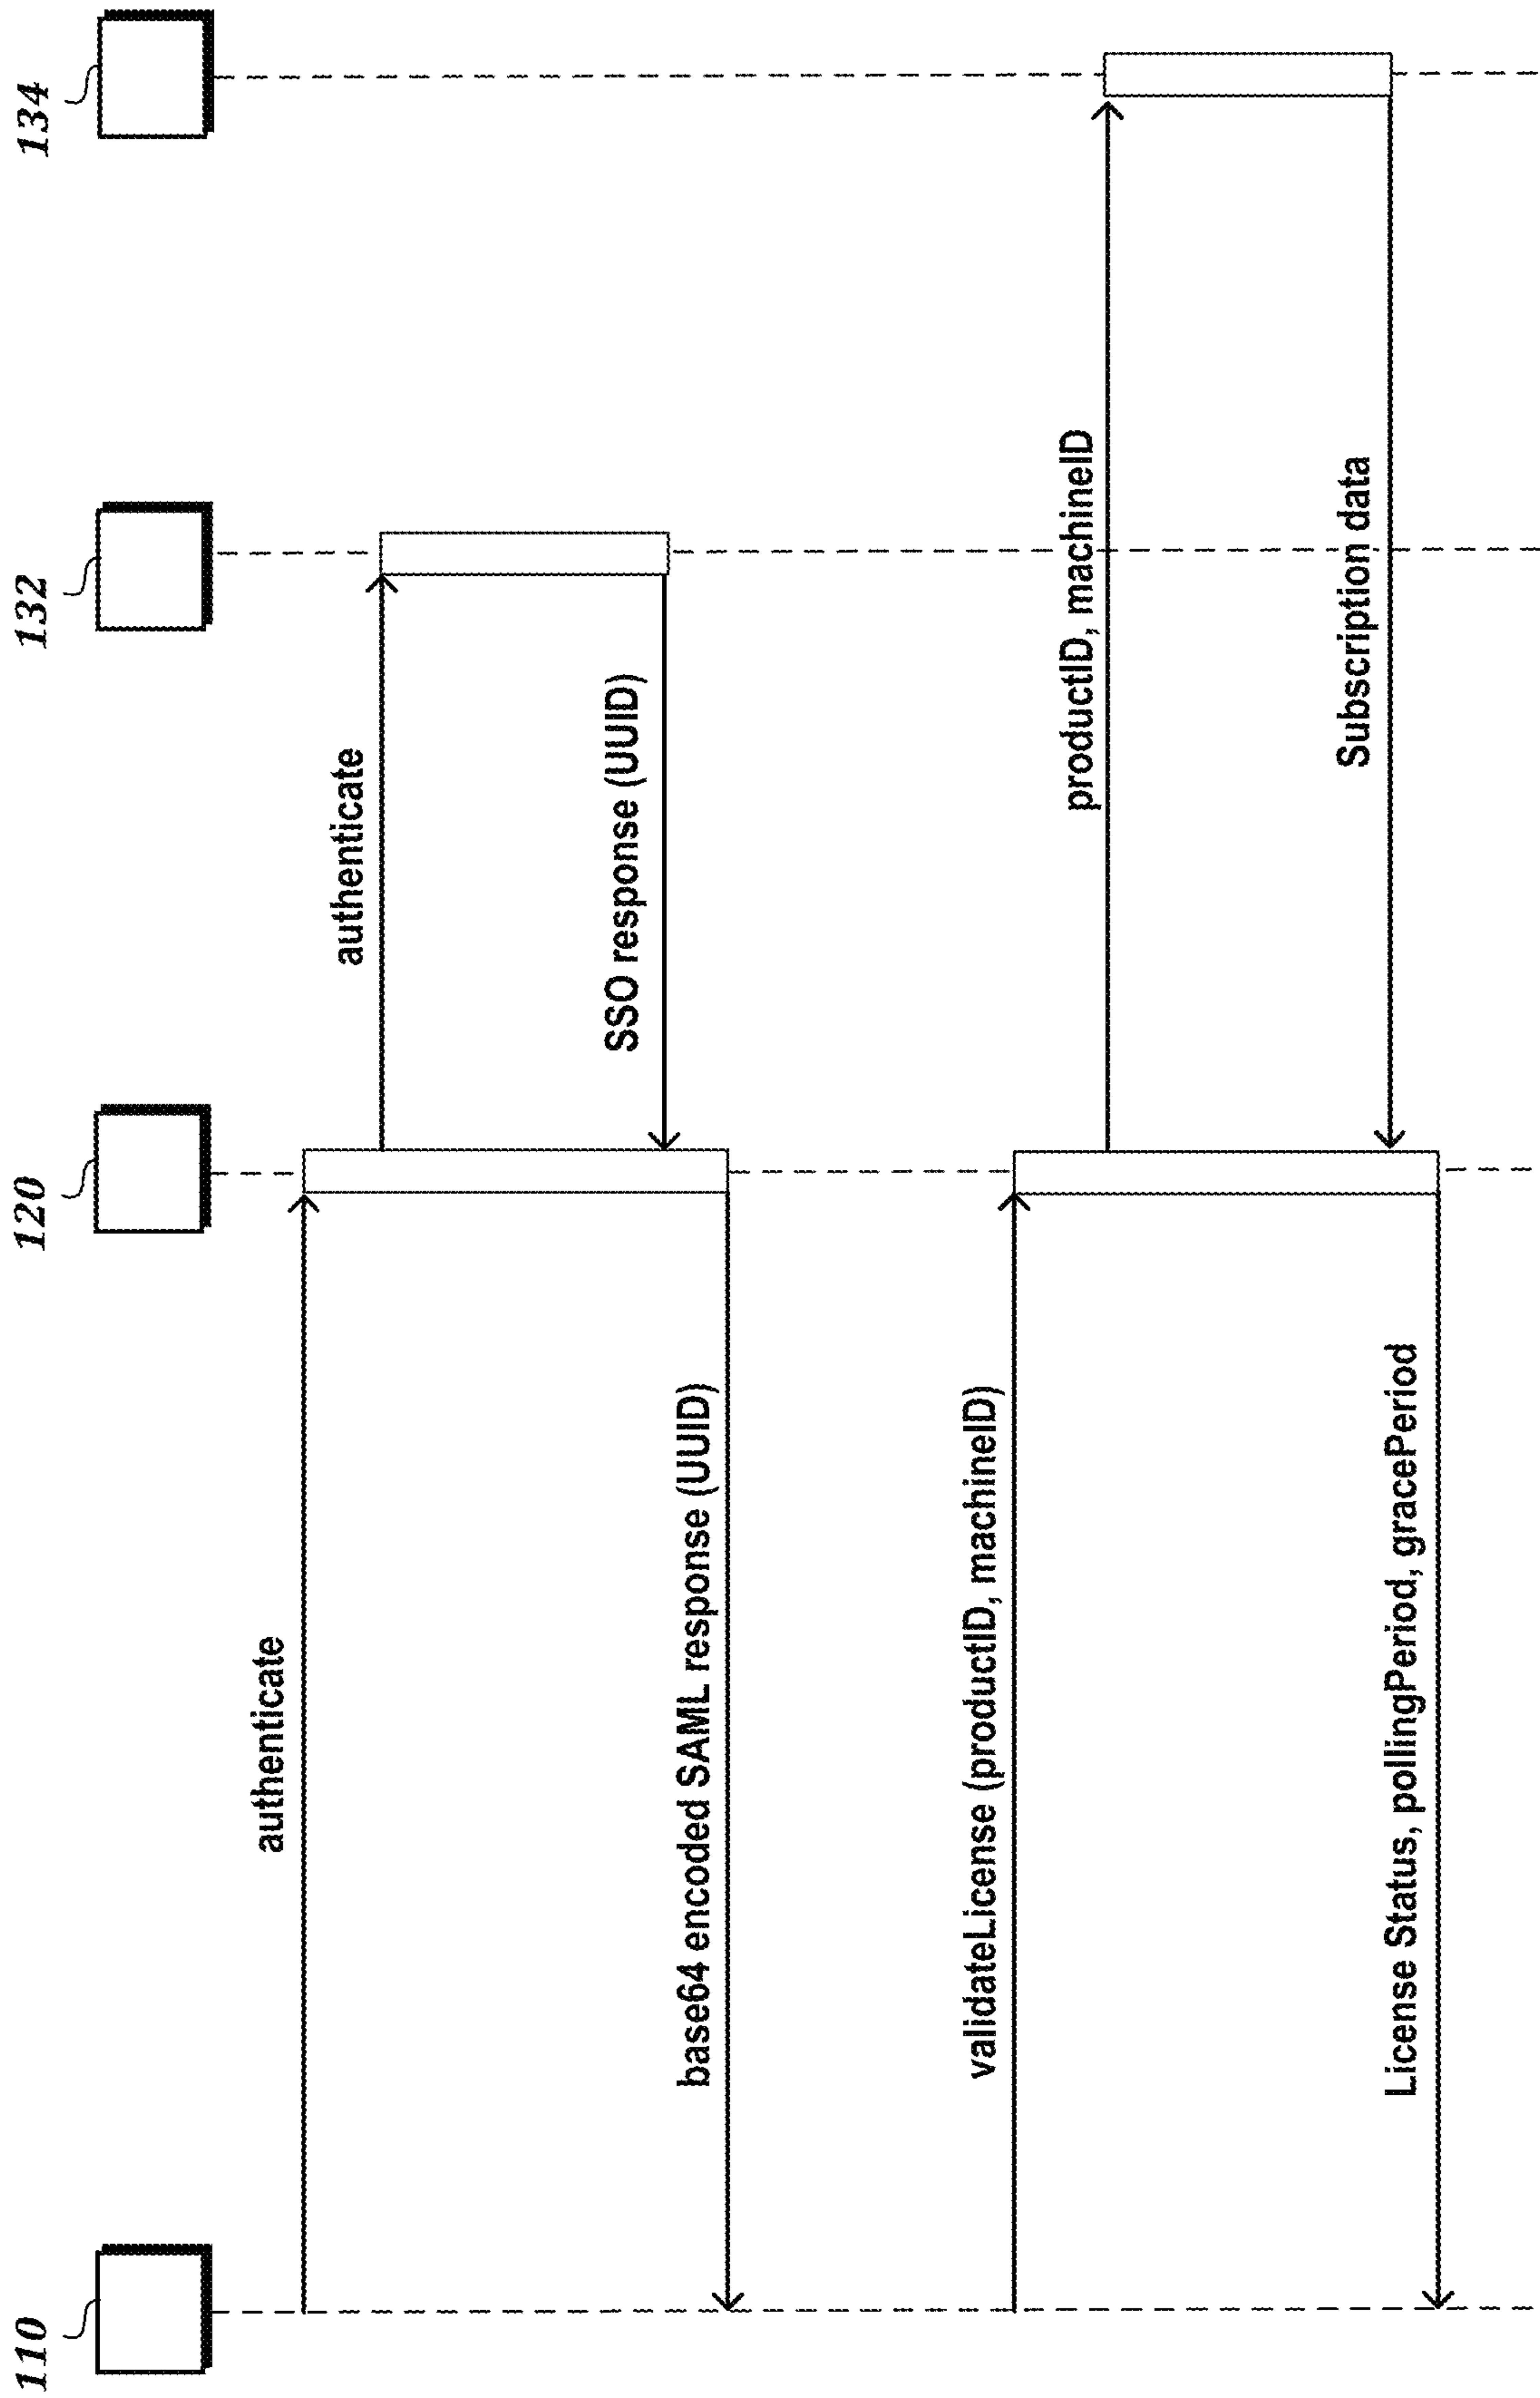 110
120
132
134
authenticate
authenticate
SSO response (UUID)
base64 encoded SAML response (UUID)
validateLicense (productID, machineID)
productID, machineID
Subscription data
License Status, pollingPeriod, gracePeriod